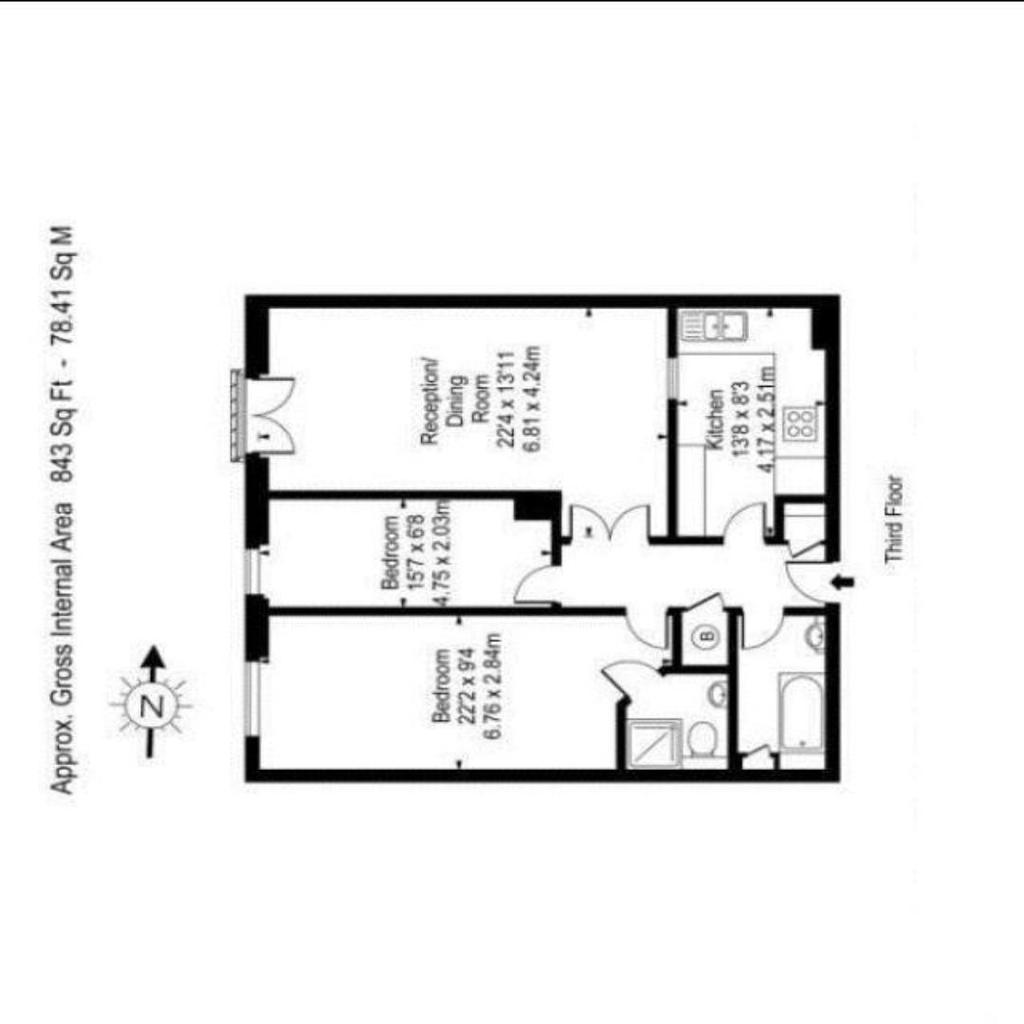 Approx. Gross Internal Area 843 Sq Ft - 78.41 Sq M
N
Reception/
Dining
Room
22'4 x 13'11
6.81 x 4.24m
Kitchen
13'8 x 8'3
4.17 x 2.51m
Bedroom
15'7 x 6'8
4.75 x 2.03m
Bedroom
22'2 x 9'4
6.76 x 2.84m
B
Third Floor